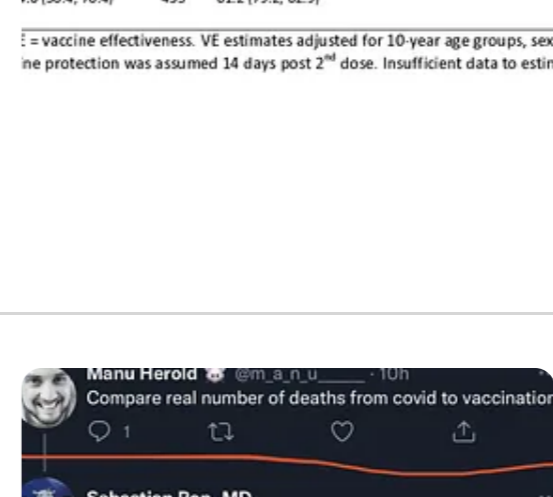 = vaccine effectiveness. VE estimates adjusted for 10-year age groups, sex
ne protection was assumed 14 days post 2nd dose. Insufficient data to estin
Manu Herold @m_a_n_u_____ · 10h
Compare real number of deaths from covid to vaccination
1
Sebastian Ran, MD